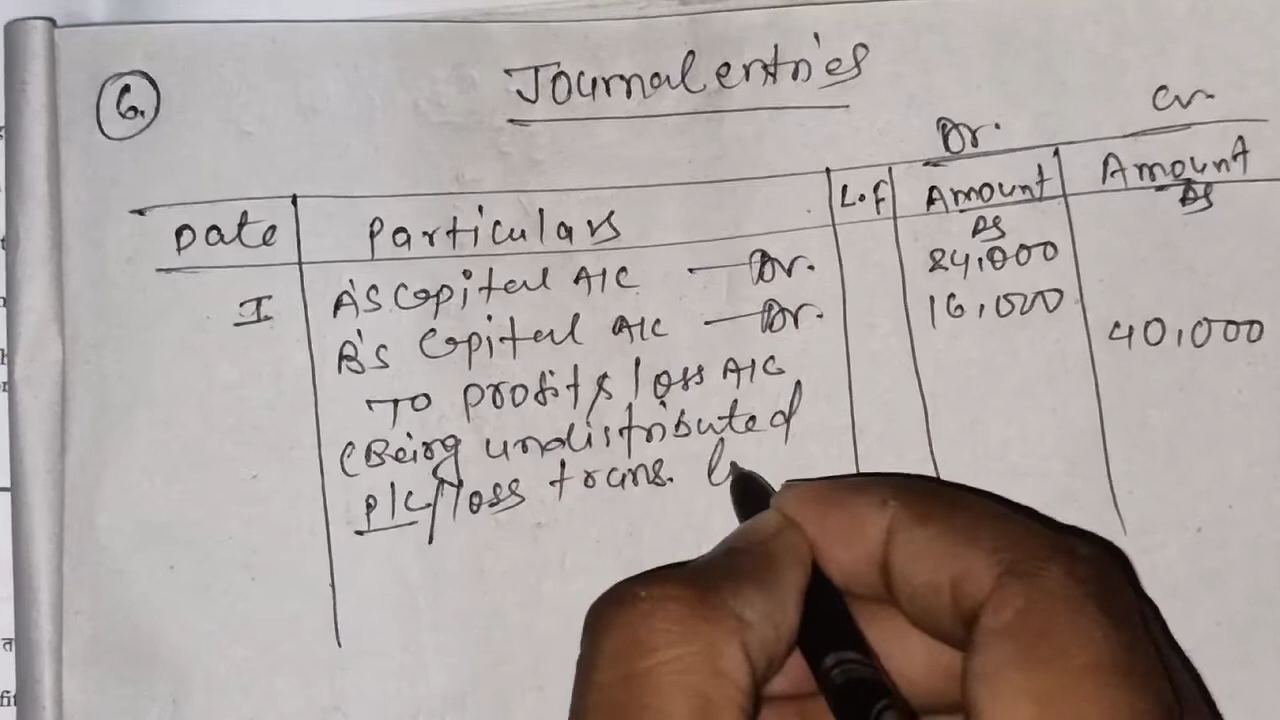 6.
Journal entries
Dr. Cr.
Date Particulars L.F Amount Rs Amount Rs
I A's Capital A/C — Dr. 24,000
B's Capital A/C — Dr. 16,000
To profit & loss A/C 40,000
(Being undistributed
P/L/loss trans.
त
fit